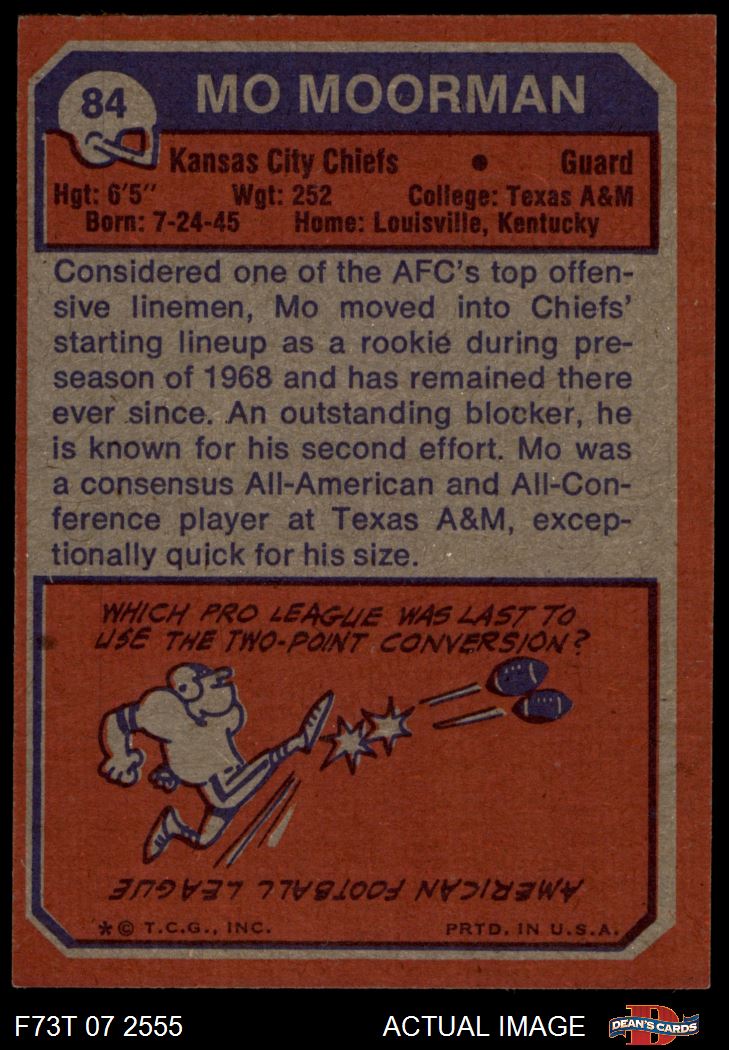 84
MO MOORMAN
Kansas City Chiefs • Guard
Hgt: 6'5" Wgt: 252 College: Texas A&M
Born: 7-24-45 Home: Louisville, Kentucky
Considered one of the AFC's top offen-
sive linemen, Mo moved into Chiefs'
starting lineup as a rookie during pre-
season of 1968 and has remained there
ever since. An outstanding blocker, he
is known for his second effort. Mo was
a consensus All-American and All-Con-
ference player at Texas A&M, excep-
tionally quick for his size.
WHICH PRO LEAGUE WAS LAST TO
USE THE TWO-POINT CONVERSION?
AMERICAN FOOTBALL LEAGUE
*© T.C.G., INC. PRTD. IN U.S.A.
F73T 07 2555 ACTUAL IMAGE D DEAN'S CARDS